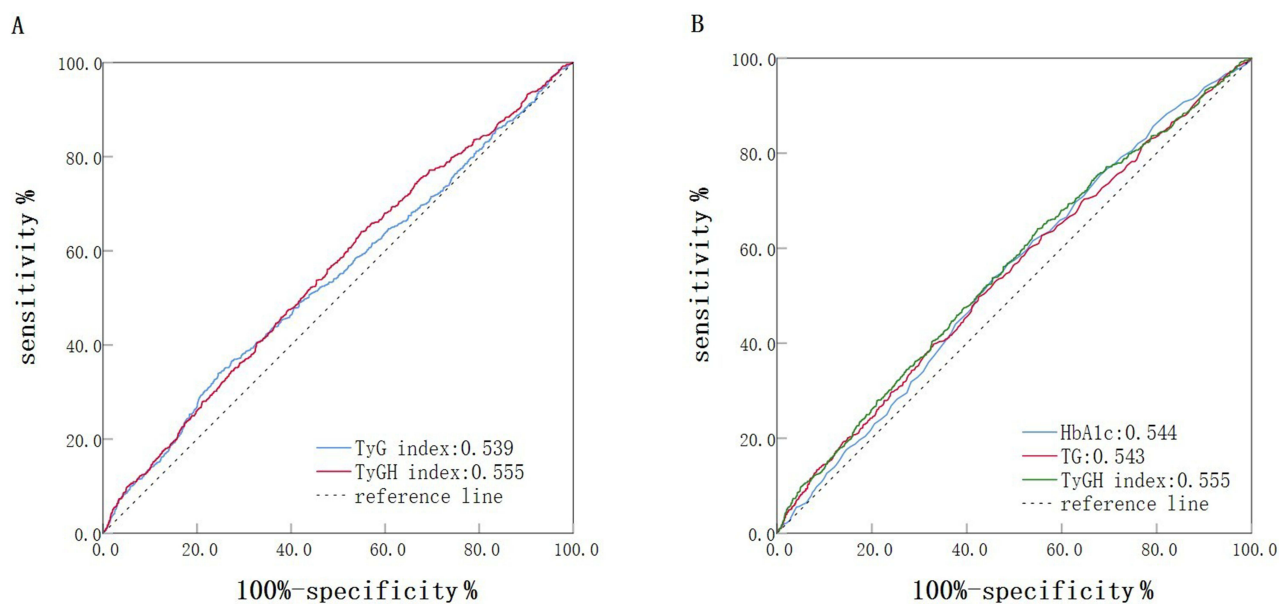 A
100.0
80.0
60.0
40.0
20.0
0.0
sensitivity %
TyG index:0.539
TyGH index:0.555
reference line
0.0 20.0 40.0 60.0 80.0 100.0
100%-specificity %
B
100.0
80.0
60.0
40.0
20.0
0.0
sensitivity %
HbA1c:0.544
TG:0.543
TyGH index:0.555
reference line
0.0 20.0 40.0 60.0 80.0 100.0
100%-specificity %